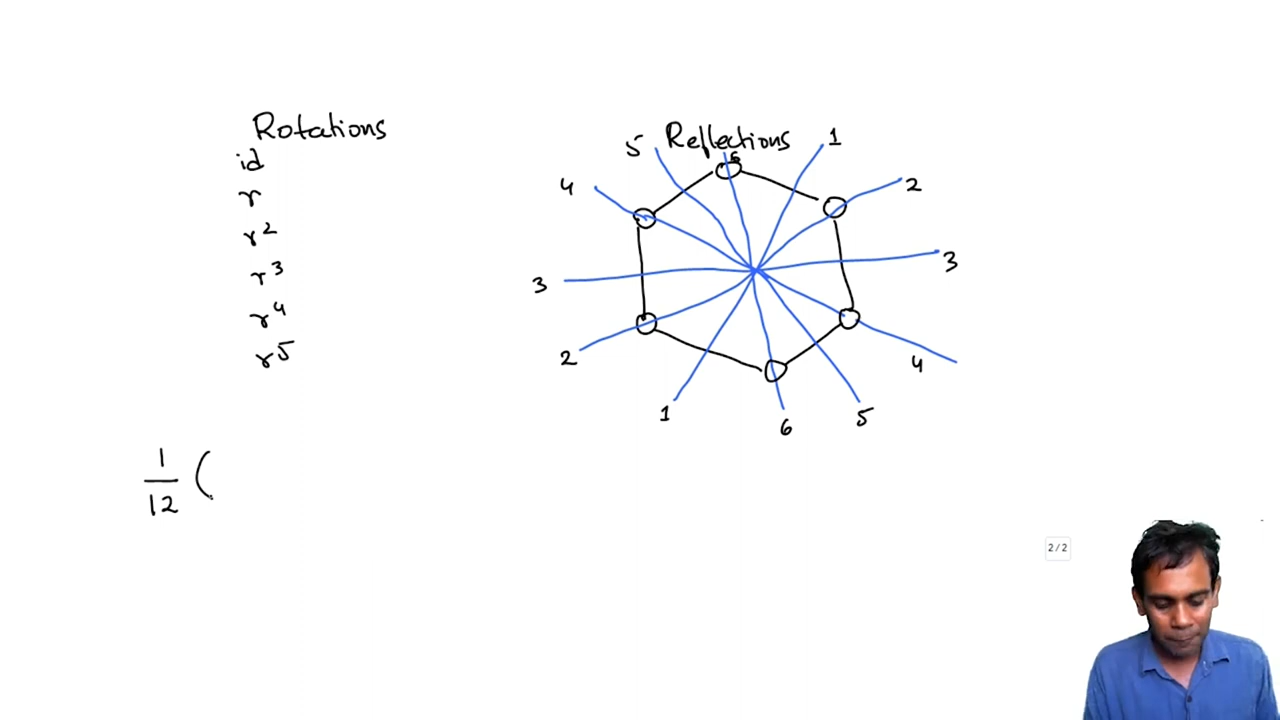 Rotations
id
r
r²
r³
r⁴
r⁵
Reflections
5
1
6
4
2
3
3
2
4
1
5
6
1/12 (
2/2